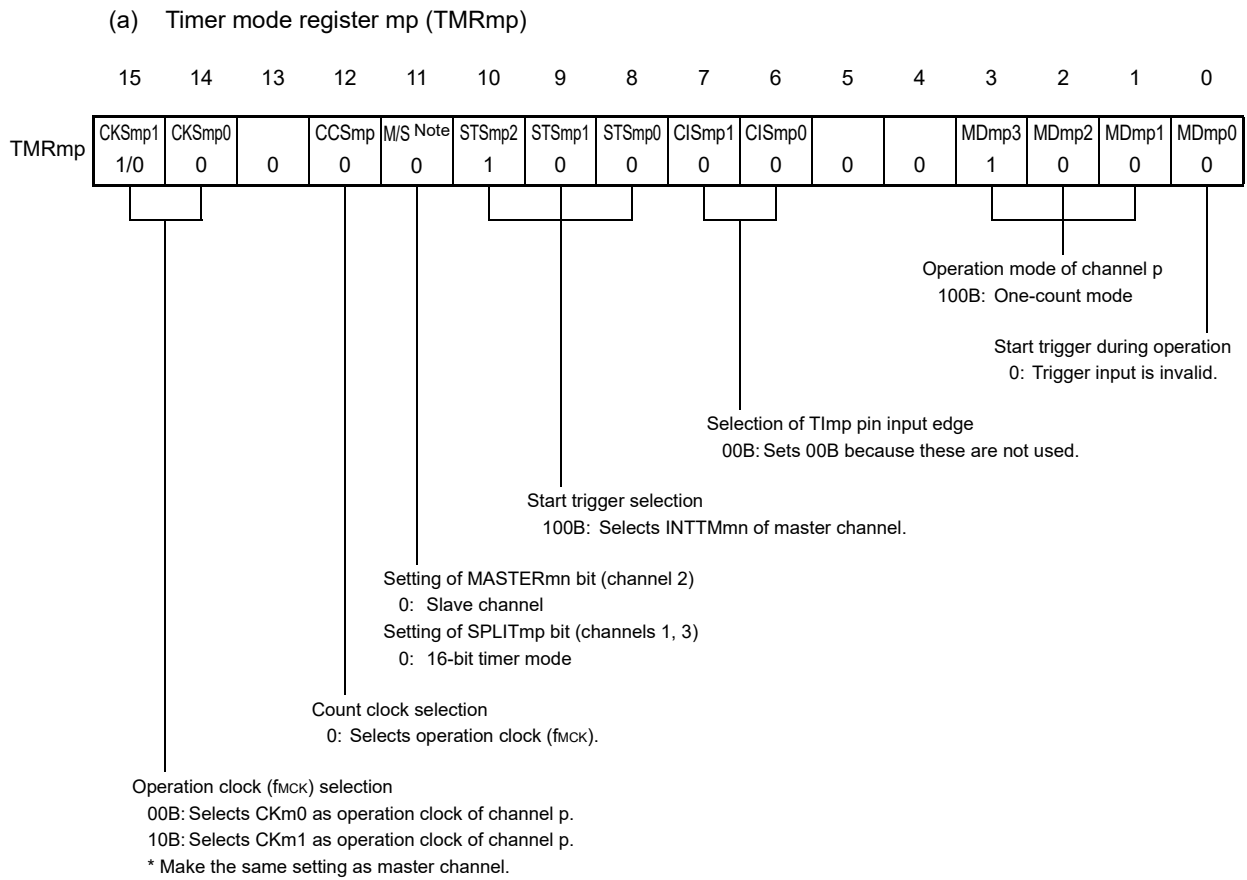 (a) Timer mode register mp (TMRmp)
15 14 13 12 11 10 9 8 7 6 5 4 3 2 1 0
TMRmp
CKSmp1 CKSmp0 CCSmp M/S Note STSmp2 STSmp1 STSmp0 CISmp1 CISmp0 MDmp3 MDmp2 MDmp1 MDmp0
1/0 0 0 0 0 1 0 0 0 0 0 0 1 0 0 0
Operation mode of channel p
100B: One-count mode
Start trigger during operation
0: Trigger input is invalid.
Selection of TImp pin input edge
00B: Sets 00B because these are not used.
Start trigger selection
100B: Selects INTTMmn of master channel.
Setting of MASTERmn bit (channel 2)
0: Slave channel
Setting of SPLITmp bit (channels 1, 3)
0: 16-bit timer mode
Count clock selection
0: Selects operation clock (fMCK).
Operation clock (fMCK) selection
00B: Selects CKm0 as operation clock of channel p.
10B: Selects CKm1 as operation clock of channel p.
* Make the same setting as master channel.